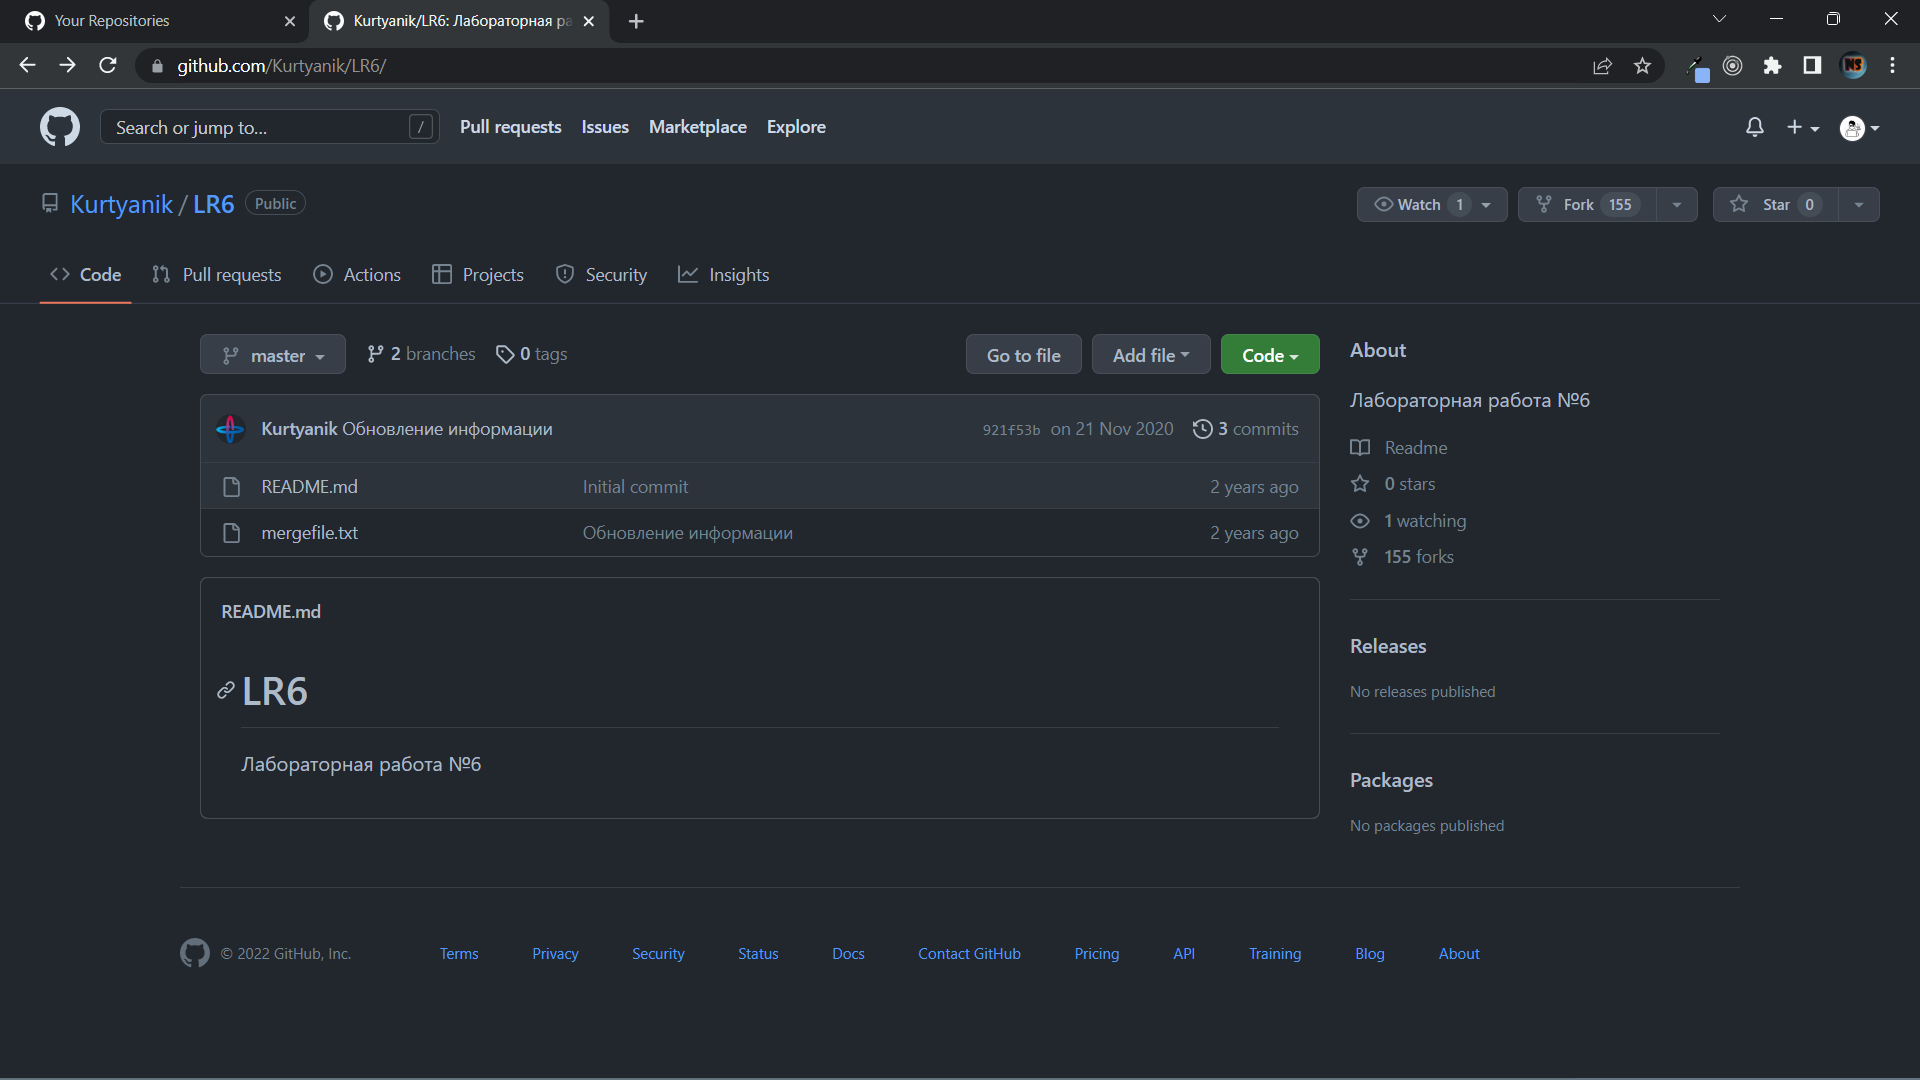 Your Repositories
Kurtyanik/LR6: Лабораторная ра
github.com/Kurtyanik/LR6/
Search or jump to... /
Pull requests Issues Marketplace Explore
Kurtyanik / LR6 Public
Watch 1 Fork 155 Star 0
Code Pull requests Actions Projects Security Insights
master 2 branches 0 tags
Go to file Add file Code
Kurtyanik Обновление информации 921f53b on 21 Nov 2020 3 commits
README.md Initial commit 2 years ago
mergefile.txt Обновление информации 2 years ago
README.md
LR6
Лабораторная работа №6
About
Лабораторная работа №6
Readme
0 stars
1 watching
155 forks
Releases
No releases published
Packages
No packages published
© 2022 GitHub, Inc. Terms Privacy Security Status Docs Contact GitHub Pricing API Training Blog About